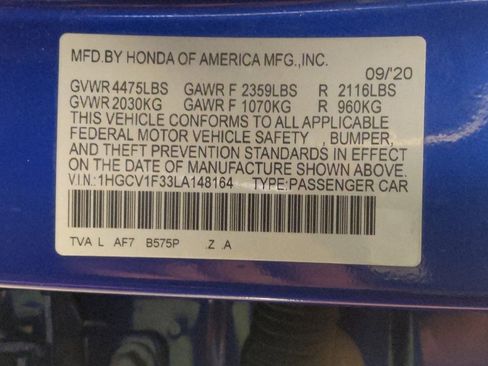 MFD.BY HONDA OF AMERICA MFG.,INC.
09/'20
GVWR 4475LBS GAWR F 2359LBS R 2116LBS
GVWR 2030KG GAWR F 1070KG R 960KG
THIS VEHICLE CONFORMS TO ALL APPLICABLE
FEDERAL MOTOR VEHICLE SAFETY , BUMPER,
AND THEFT PREVENTION STANDARDS IN EFFECT
ON THE DATE OF MANUFACTURE SHOWN ABOVE.
V.I.N.:1HGCV1F33LA148164 TYPE:PASSENGER CAR
TVA L AF7 B575P .Z .A